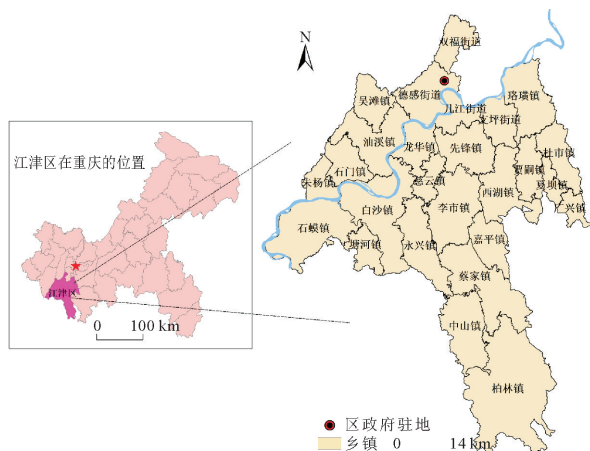 N
双福街道
吴滩镇
德感街道
几江街道
珞璜镇
支坪街道
油溪镇
龙华镇
先锋镇
杜市镇
贾嗣镇
石门镇
朱杨镇
慈云镇
西湖镇
夏坝镇
广兴镇
白沙镇
李市镇
石蟆镇
塘河镇
永兴镇
嘉平镇
蔡家镇
中山镇
柏林镇
江津区在重庆的位置
江津区
0 100 km
区政府驻地
乡镇 0 14 km